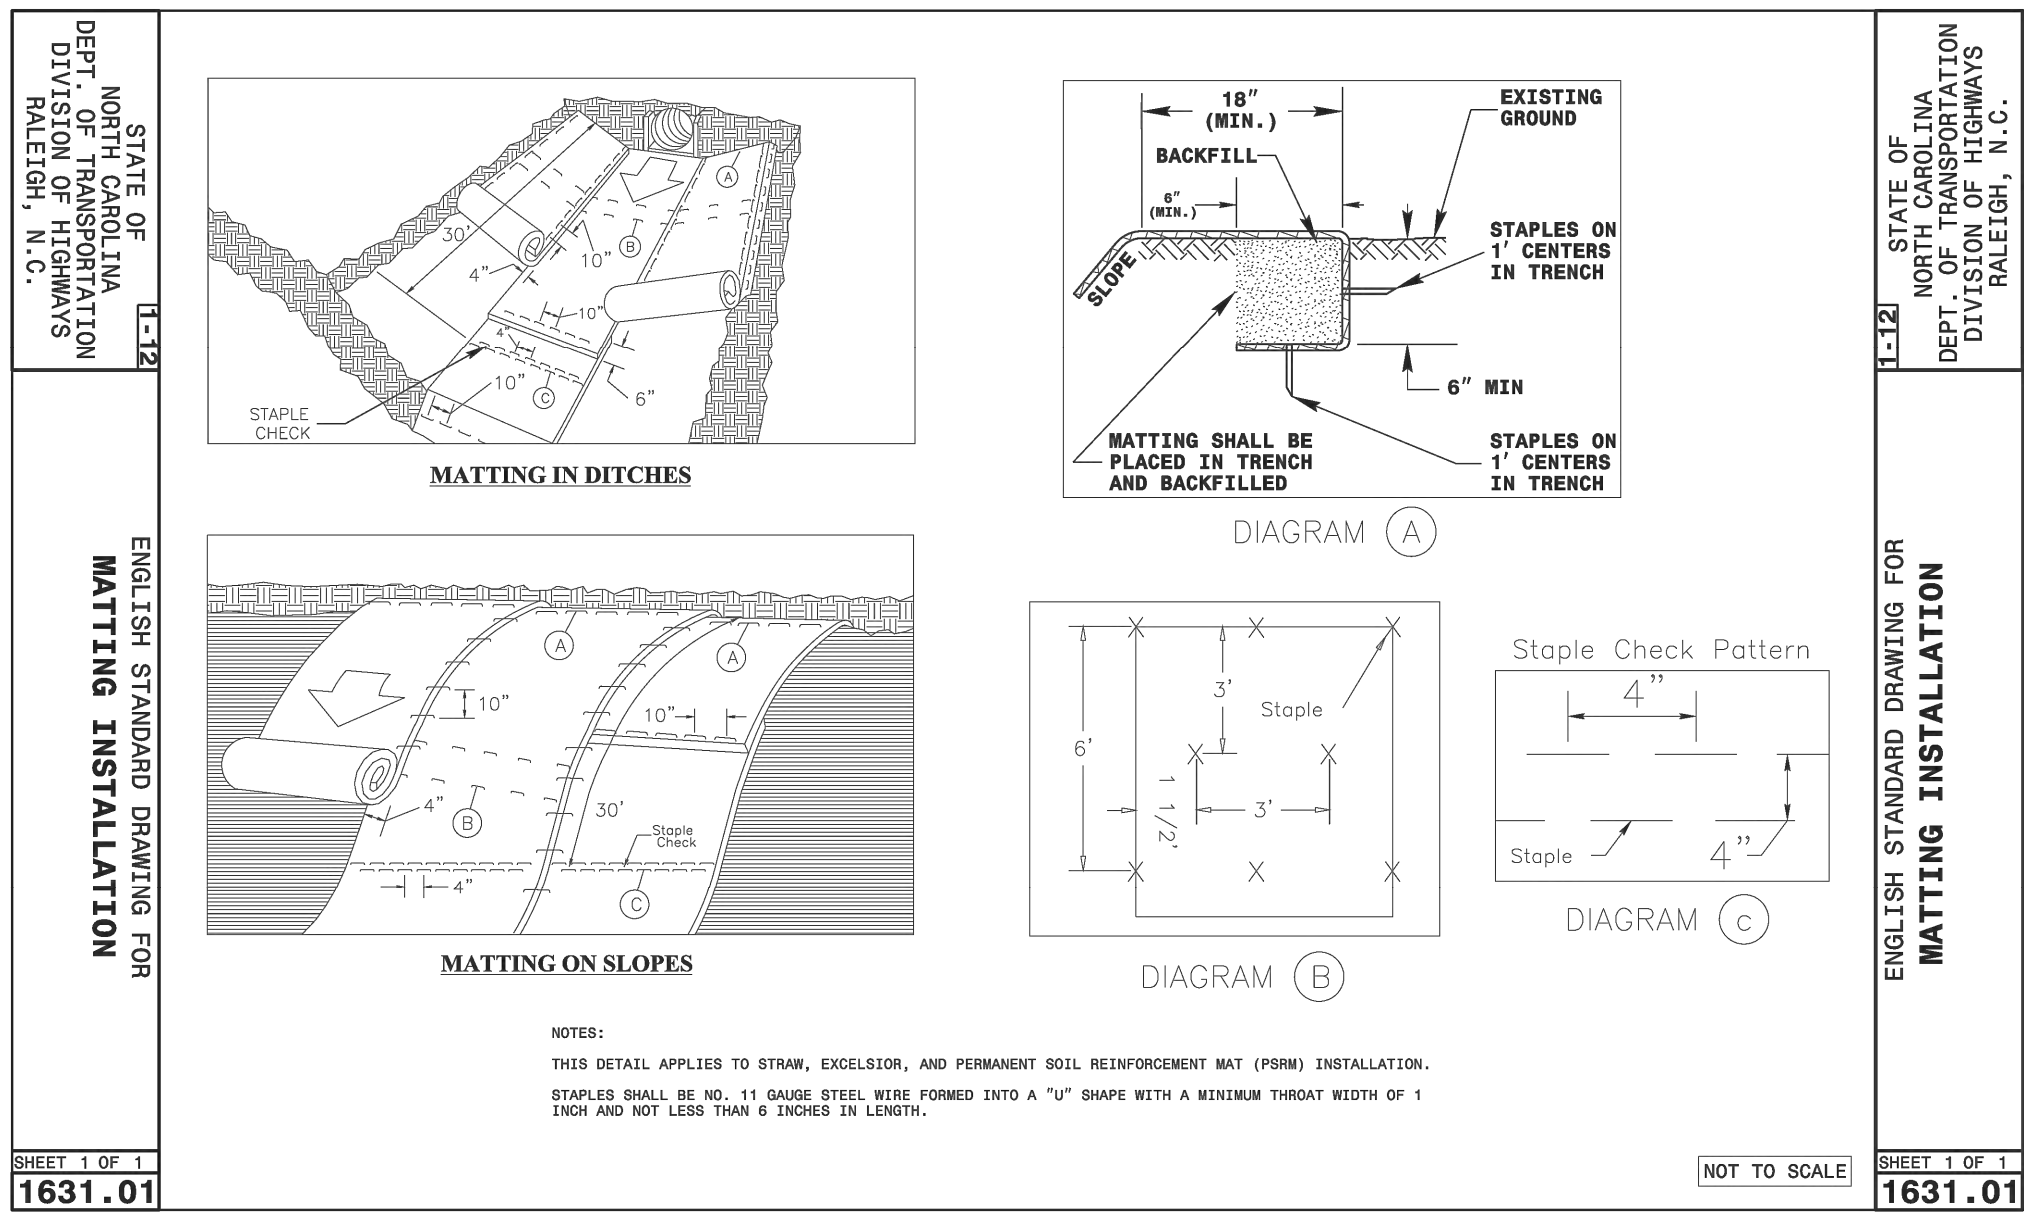 STATE OF
NORTH CAROLINA
DEPT. OF TRANSPORTATION
DIVISION OF HIGHWAYS
RALEIGH, N.C.
1-12
ENGLISH STANDARD DRAWING FOR
MATTING INSTALLATION
SHEET 1 OF 1
1631.01
A
30'
B
10"
4"
10"
4"
10"
C
6"
STAPLE
CHECK
MATTING IN DITCHES
A
A
10"
10"
4"
B
30'
Staple
Check
4"
C
MATTING ON SLOPES
18"
(MIN.)
EXISTING
GROUND
BACKFILL
6"
(MIN.)
STAPLES ON
1' CENTERS
IN TRENCH
SLOPE
6" MIN
MATTING SHALL BE
PLACED IN TRENCH
AND BACKFILLED
STAPLES ON
1' CENTERS
IN TRENCH
DIAGRAM A
3'
Staple
6'
1 1/2'
3'
DIAGRAM B
Staple Check Pattern
4"
Staple
4"
DIAGRAM c
NOTES:
THIS DETAIL APPLIES TO STRAW, EXCELSIOR, AND PERMANENT SOIL REINFORCEMENT MAT (PSRM) INSTALLATION.
STAPLES SHALL BE NO. 11 GAUGE STEEL WIRE FORMED INTO A "U" SHAPE WITH A MINIMUM THROAT WIDTH OF 1
INCH AND NOT LESS THAN 6 INCHES IN LENGTH.
NOT TO SCALE
STATE OF
NORTH CAROLINA
DEPT. OF TRANSPORTATION
DIVISION OF HIGHWAYS
RALEIGH, N.C.
1-12
ENGLISH STANDARD DRAWING FOR
MATTING INSTALLATION
SHEET 1 OF 1
1631.01